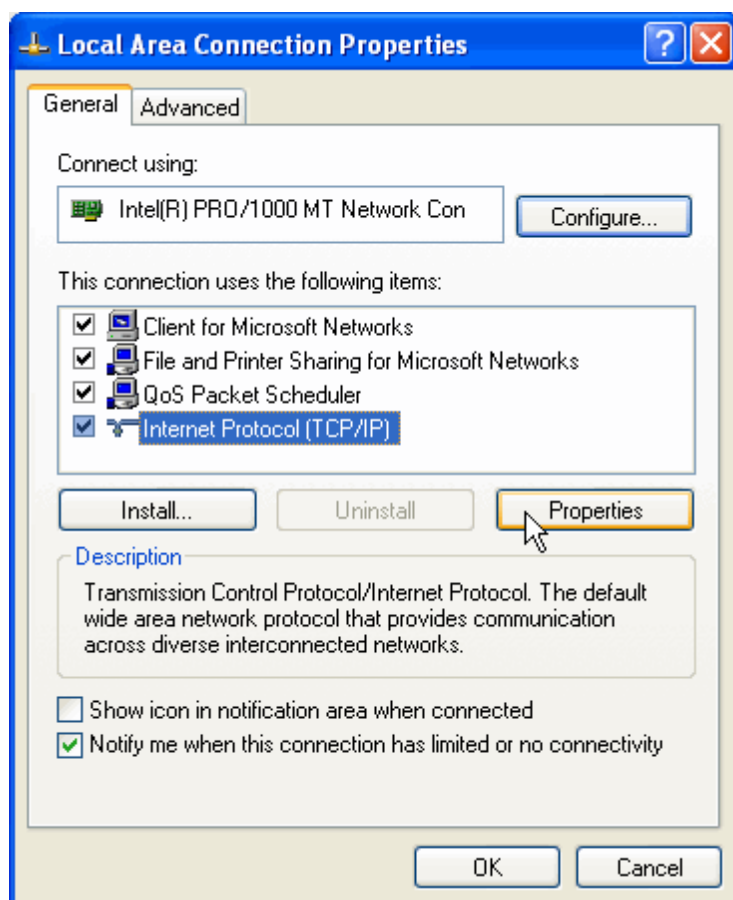 Local Area Connection Properties
General
Advanced
Connect using:
Intel(R) PRO/1000 MT Network Con
Configure...
This connection uses the following items:
Client for Microsoft Networks
File and Printer Sharing for Microsoft Networks
QoS Packet Scheduler
Internet Protocol (TCP/IP)
Install...
Uninstall
Properties
Description
Transmission Control Protocol/Internet Protocol. The default
wide area network protocol that provides communication
across diverse interconnected networks.
Show icon in notification area when connected
Notify me when this connection has limited or no connectivity
OK
Cancel